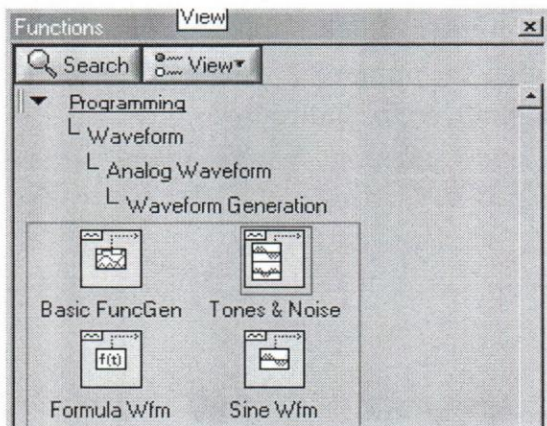 Functions
View
Search
View
Programming
Waveform
Analog Waveform
Waveform Generation
Basic FuncGen
Tones & Noise
f(t)
Formula Wfm
Sine Wfm